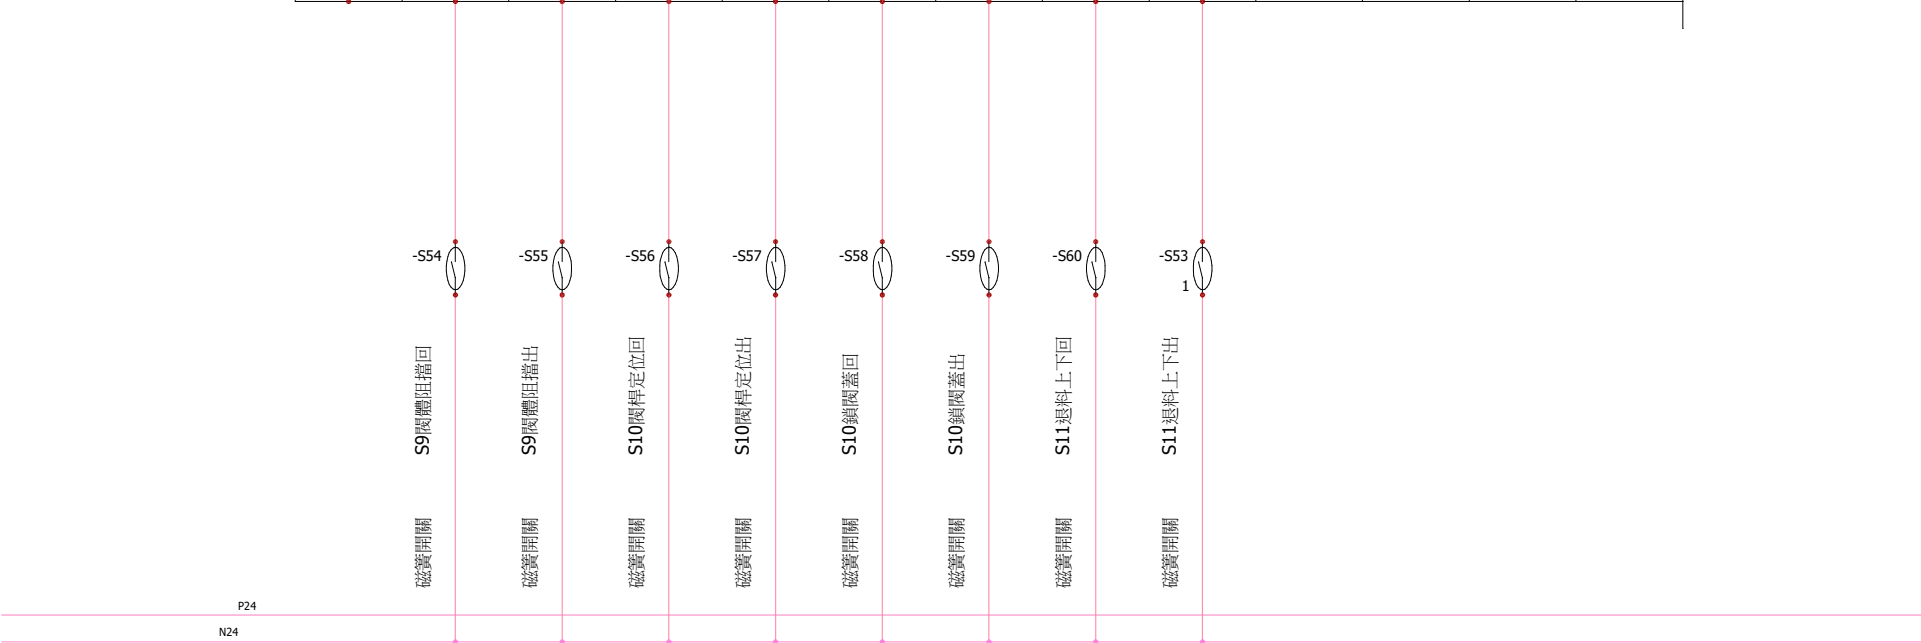 -S54
-S55
-S56
-S57
-S58
-S59
-S60
-S53
1
S9閥體阻擋回
S9閥體阻擋出
S10閥桿定位回
S10閥桿定位出
S10鎖閥蓋回
S10鎖閥蓋出
S11退料上下回
S11退料上下出
磁簧開關
磁簧開關
磁簧開關
磁簧開關
磁簧開關
磁簧開關
磁簧開關
磁簧開關
P24
N24